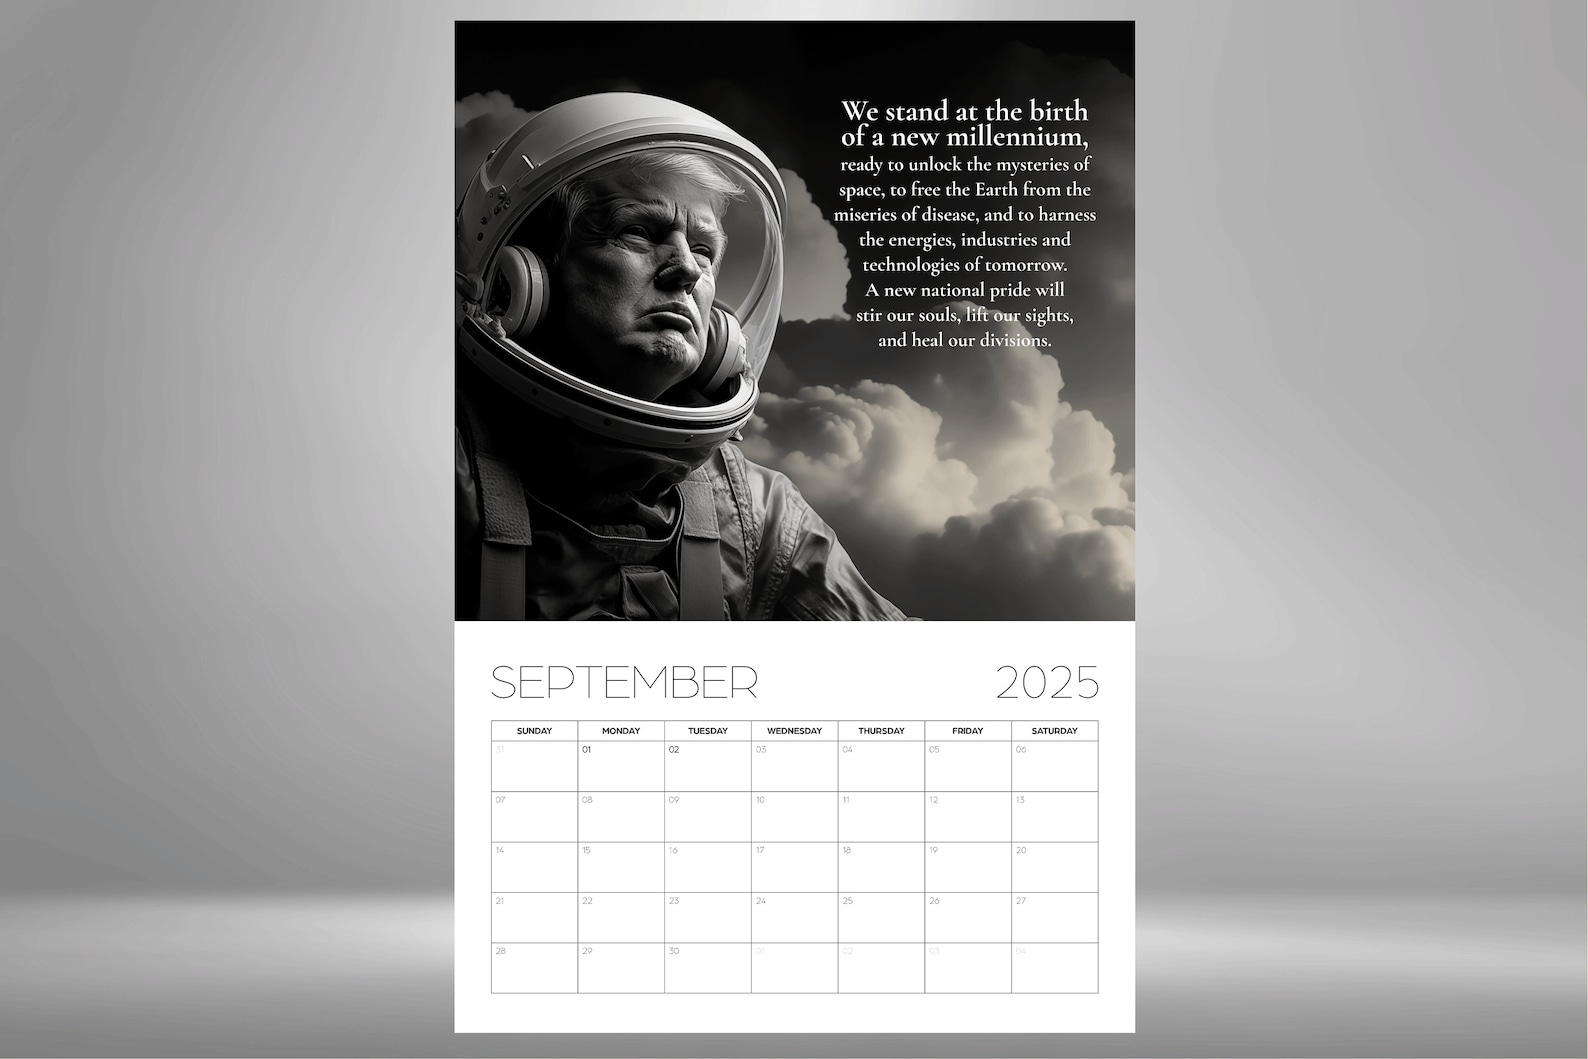 We stand at the birth
of a new millennium,
ready to unlock the mysteries of
space, to free the Earth from the
miseries of disease, and to harness
the energies, industries and
technologies of tomorrow.
A new national pride will
stir our souls, lift our sights,
and heal our divisions.
SEPTEMBER 2025
SUNDAY MONDAY TUESDAY WEDNESDAY THURSDAY FRIDAY SATURDAY
31 01 02 03 04 05 06
07 08 09 10 11 12 13
14 15 16 17 18 19 20
21 22 23 24 25 26 27
28 29 30 01 02 03 04